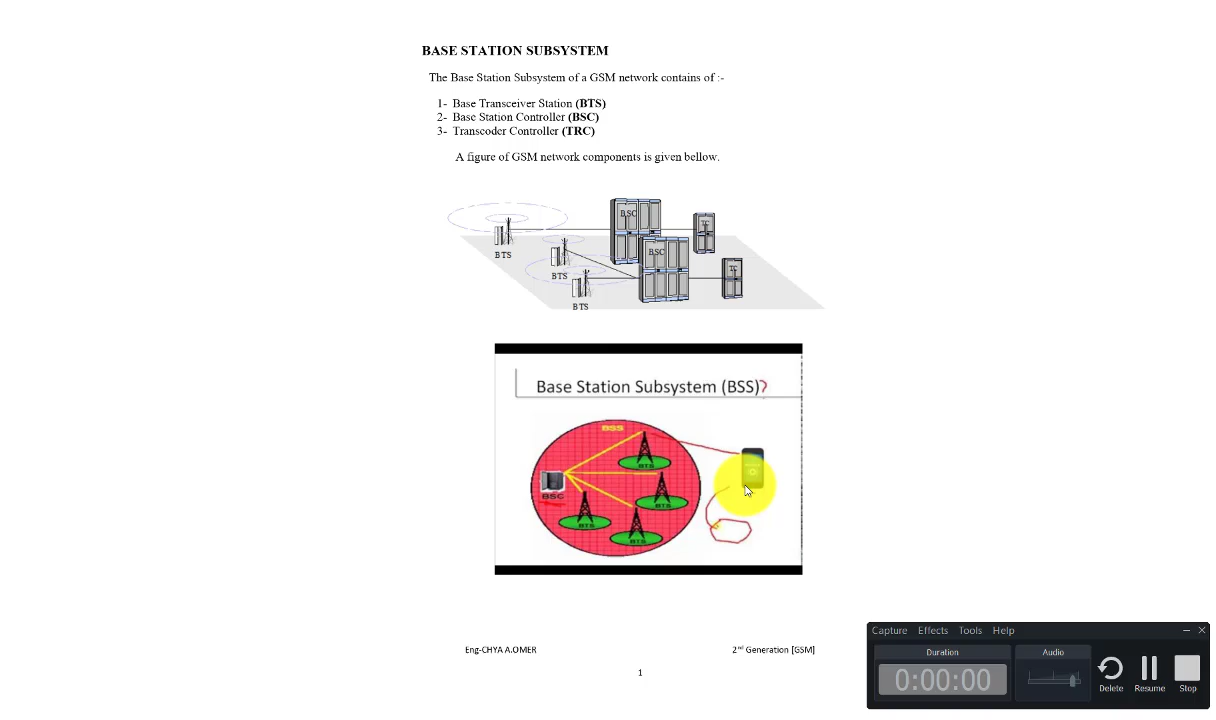 BASE STATION SUBSYSTEM
The Base Station Subsystem of a GSM network contains of :-
1- Base Transceiver Station (BTS)
2- Base Station Controller (BSC)
3- Transcoder Controller (TRC)
A figure of GSM network components is given bellow.
BSC
TC
BTS
BSC
BTS
TC
BTS
Base Station Subsystem (BSS)?
BSS
BTS
BSC
BTS
BTS
BTS
Eng-CHYA A.OMER
2nd Generation [GSM]
1
Capture Effects Tools Help
Duration
Audio
0:00:00
Delete Resume Stop